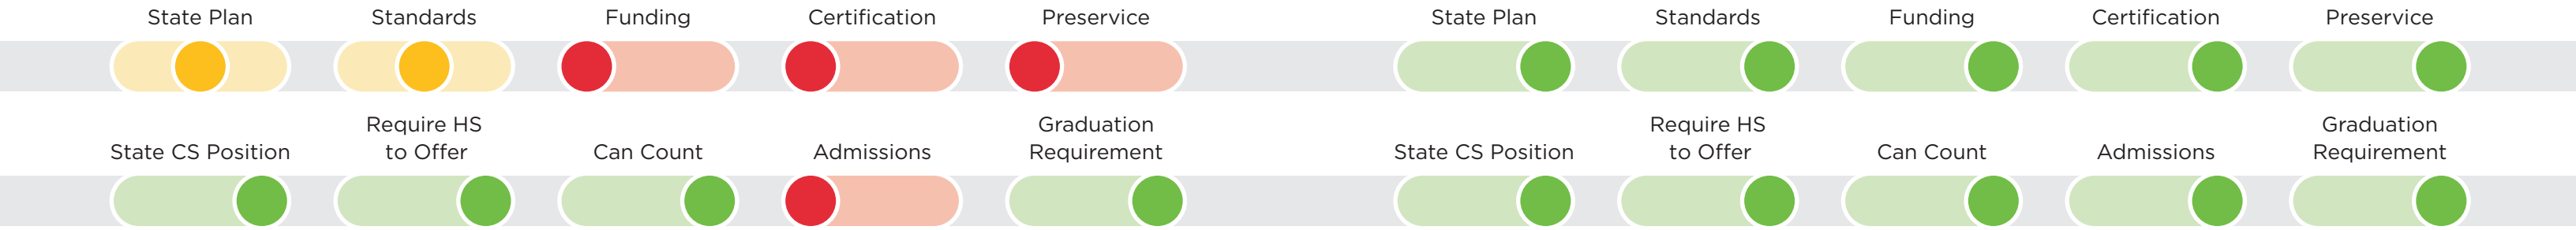 State Plan Standards Funding Certification Preservice State Plan Standards Funding Certification Preservice
Require HS Graduation Require HS Graduation
State CS Position to Offer Can Count Admissions Requirement State CS Position to Offer Can Count Admissions Requirement